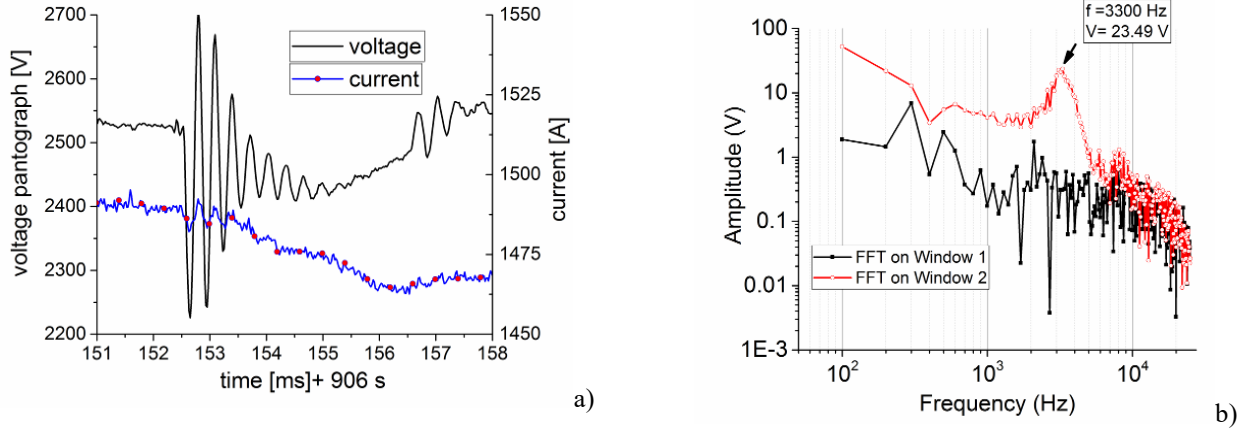 2700
2600
2500
2400
2300
2200
voltage pantograph [V]
voltage
current
1550
1525
1500
1475
1450
current [A]
151 152 153 154 155 156 157 158
time [ms]+ 906 s
a)
f =3300 Hz
V= 23.49 V
100
10
1
0.1
0.01
1E-3
Amplitude (V)
FFT on Window 1
FFT on Window 2
10² 10³ 10⁴
Frequency (Hz)
b)